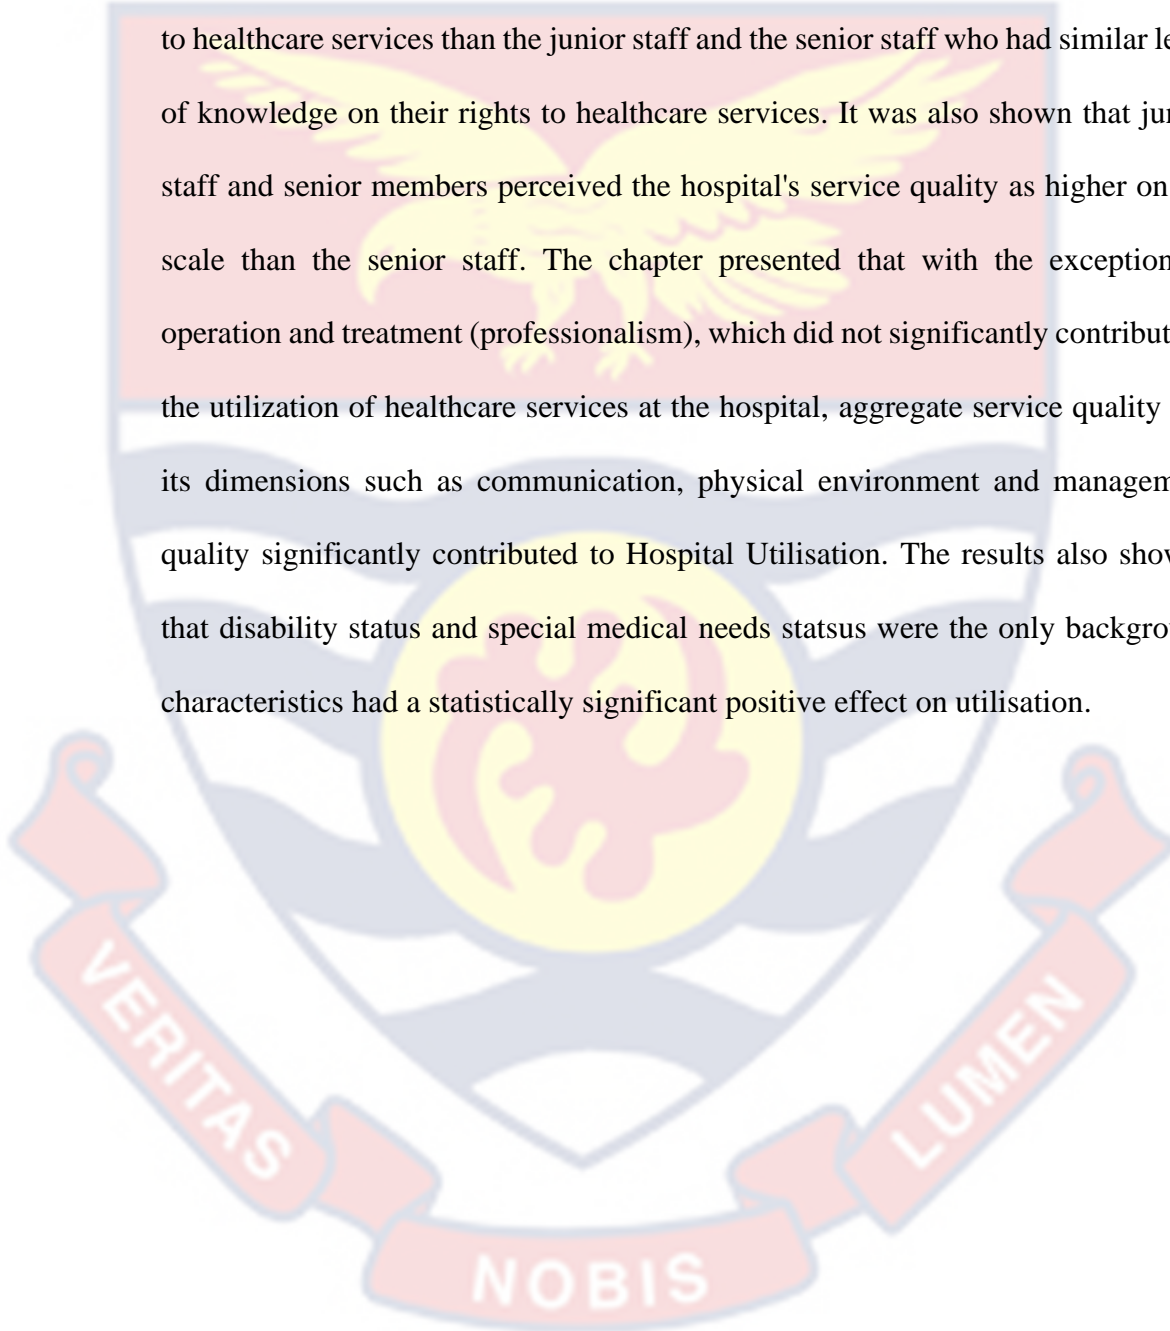 to healthcare services than the junior staff and the senior staff who had similar le
of knowledge on their rights to healthcare services. It was also shown that jun
staff and senior members perceived the hospital's service quality as higher on
scale than the senior staff. The chapter presented that with the exception
operation and treatment (professionalism), which did not significantly contribut
the utilization of healthcare services at the hospital, aggregate service quality
its dimensions such as communication, physical environment and managem
quality significantly contributed to Hospital Utilisation. The results also show
that disability status and special medical needs statsus were the only backgro
characteristics had a statistically significant positive effect on utilisation.
VERITAS
NOBIS
LUMEN